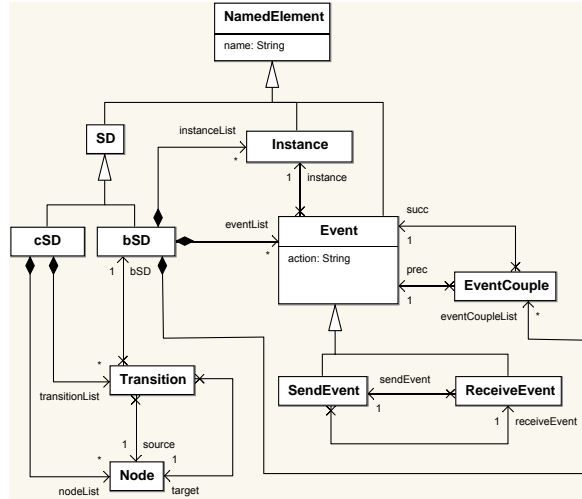 NamedElement
name: String
SD
instanceList
*
Instance
1
instance
cSD
bSD
eventList
*
Event
action: String
succ
1
prec
1
EventCouple
eventCoupleList
*
1
bSD
*
transitionList
Transition
SendEvent
sendEvent
1
ReceiveEvent
1
receiveEvent
1
source
1
*
nodeList
Node
target